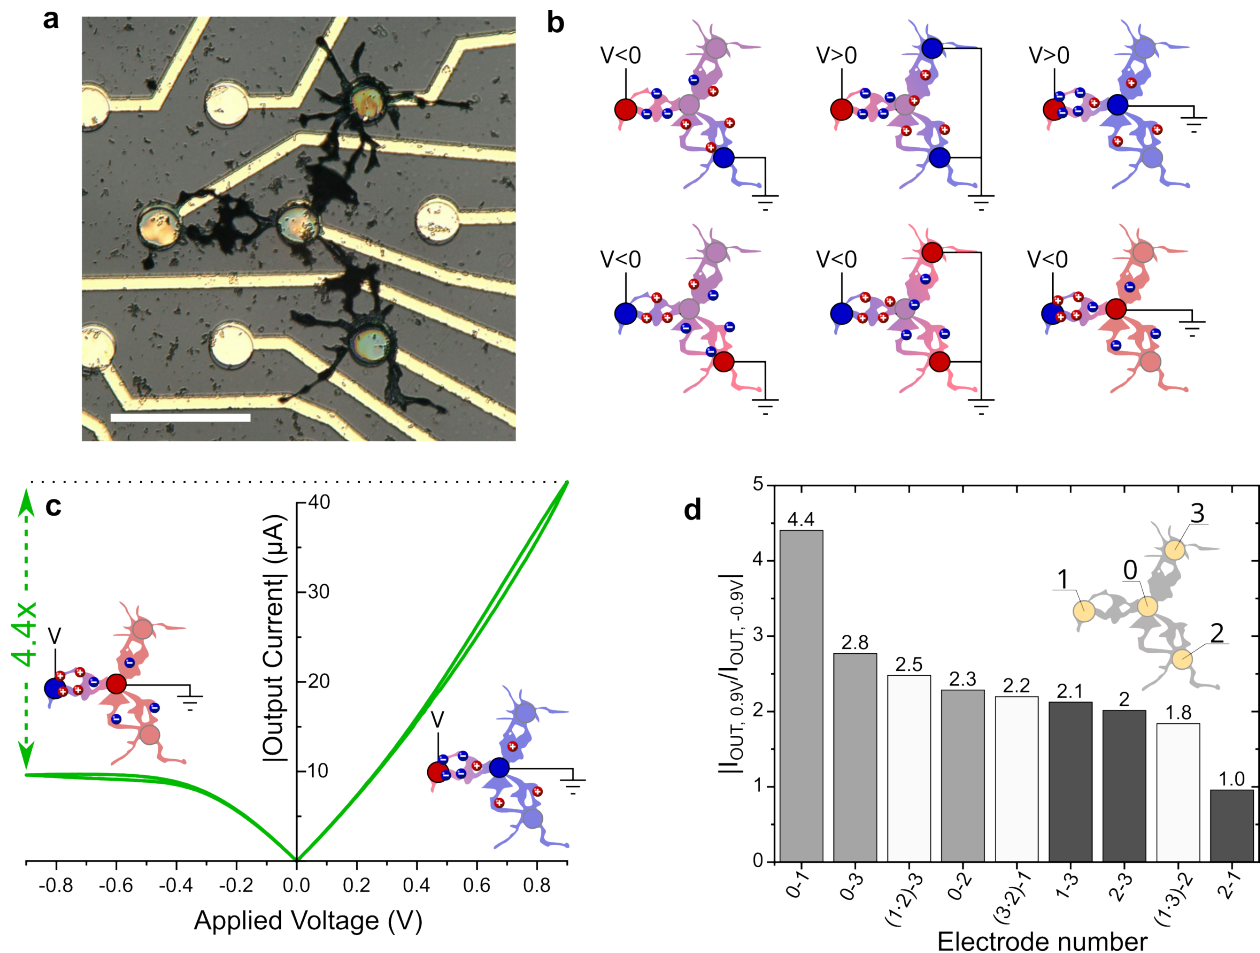 a
b
V<0
V>0
V>0
V<0
V<0
V<0
c
4.4x
|Output Current| (µA)
40
30
20
10
V
V
-0.8
-0.6
-0.4
-0.2
0.0
0.2
0.4
0.6
0.8
Applied Voltage (V)
d
|I OUT, 0.9V/I OUT, -0.9V|
5
4
3
2
1
0
4.4
2.8
2.5
2.3
2.2
2.1
2
1.8
1.0
3
0
1
2
0-1
0-3
(1·2)-3
0-2
(3·2)-1
1-3
2-3
(1·3)-2
2-1
Electrode number